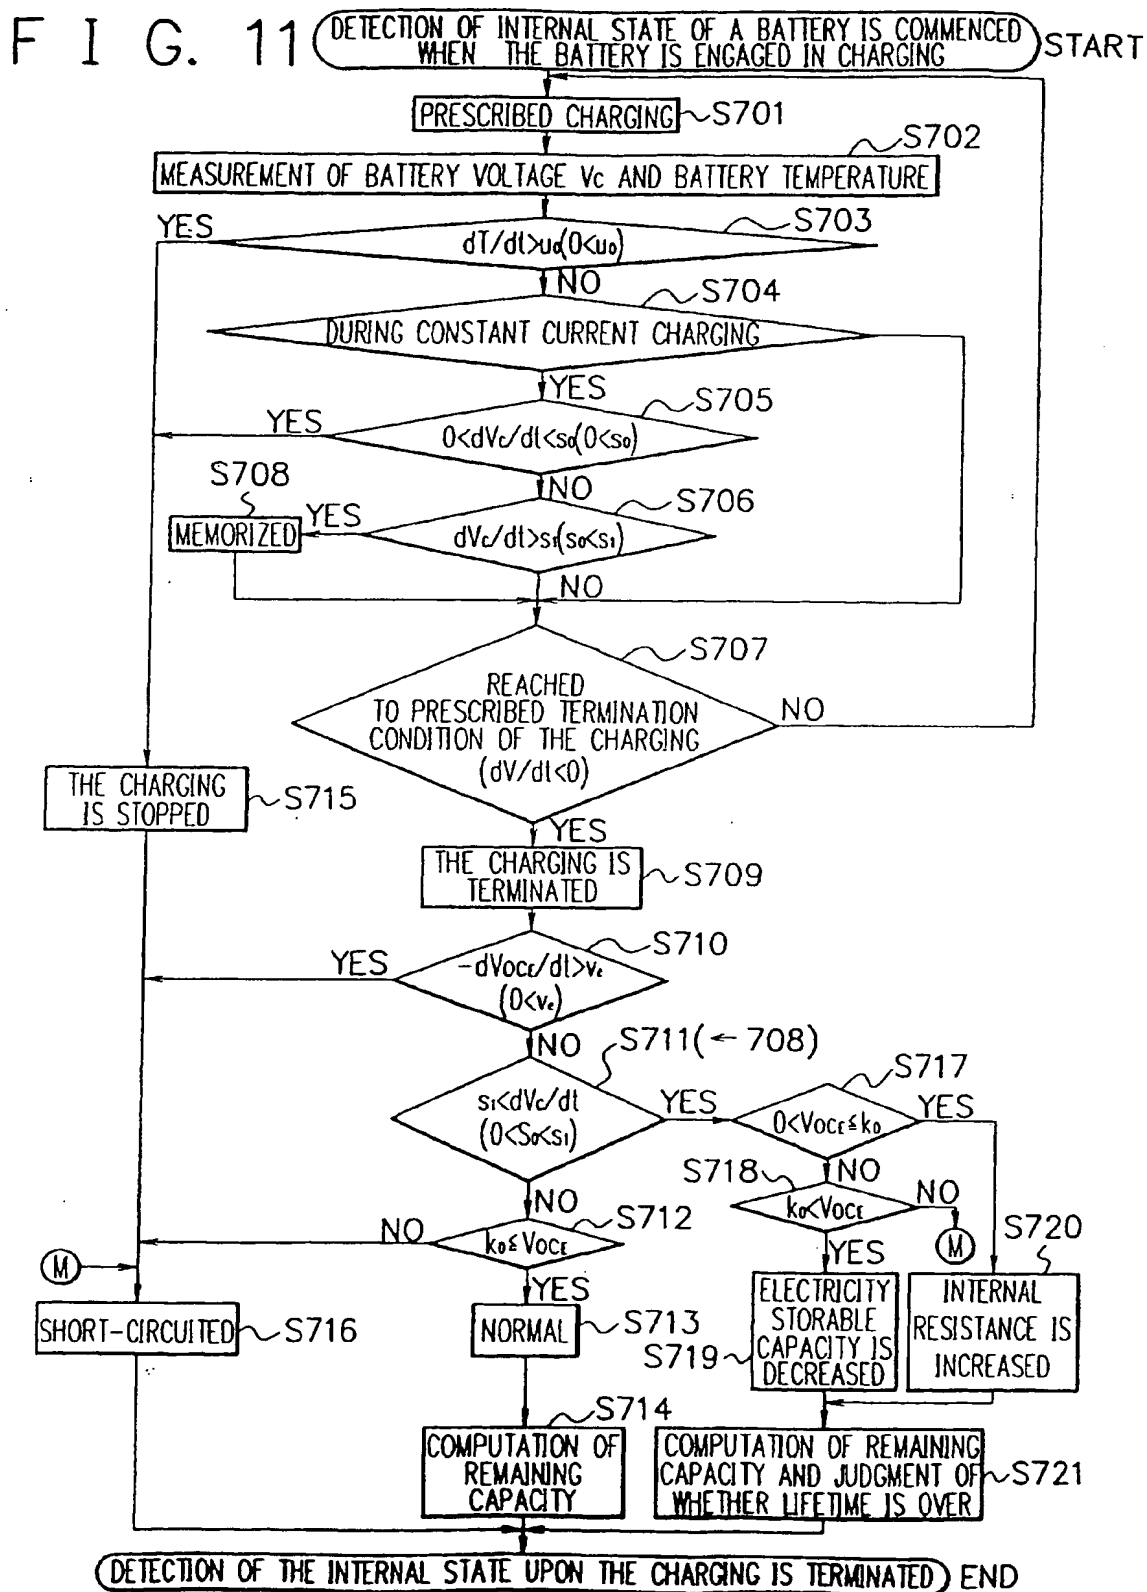 FIG. 11
DETECTION OF INTERNAL STATE OF A BATTERY IS COMMENCED
WHEN THE BATTERY IS ENGAGED IN CHARGING
START
PRESCRIBED CHARGING
S701
S702
MEASUREMENT OF BATTERY VOLTAGE Vc AND BATTERY TEMPERATURE
YES
S703
dT/dt>u0(0<u0)
NO
S704
DURING CONSTANT CURRENT CHARGING
YES
S705
YES
0<dVc/dt<s0(0<s0)
NO
S708
S706
MEMORIZED
YES
dVc/dt>s1(s0<s1)
NO
S707
REACHED
TO PRESCRIBED TERMINATION
CONDITION OF THE CHARGING
(dV/dt<0)
NO
THE CHARGING
IS STOPPED
S715
YES
THE CHARGING IS
TERMINATED
S709
S710
YES
-dVOCE/dt>ve
(0<ve)
NO
S711(←708)
S717
s1<dVc/dt
(0<S0<s1)
YES
0<VOCE≤k0
YES
NO
S718
NO
k0<VOCE
NO
S712
NO
k0≤VOCE
M
M
YES
S720
YES
SHORT-CIRCUITED
S716
NORMAL
S713
ELECTRICITY
STORABLE
CAPACITY IS
DECREASED
S719
INTERNAL
RESISTANCE IS
INCREASED
S714
COMPUTATION OF
REMAINING
CAPACITY
COMPUTATION OF REMAINING
CAPACITY AND JUDGMENT OF
WHETHER LIFETIME IS OVER
S721
DETECTION OF THE INTERNAL STATE UPON THE CHARGING IS TERMINATED
END